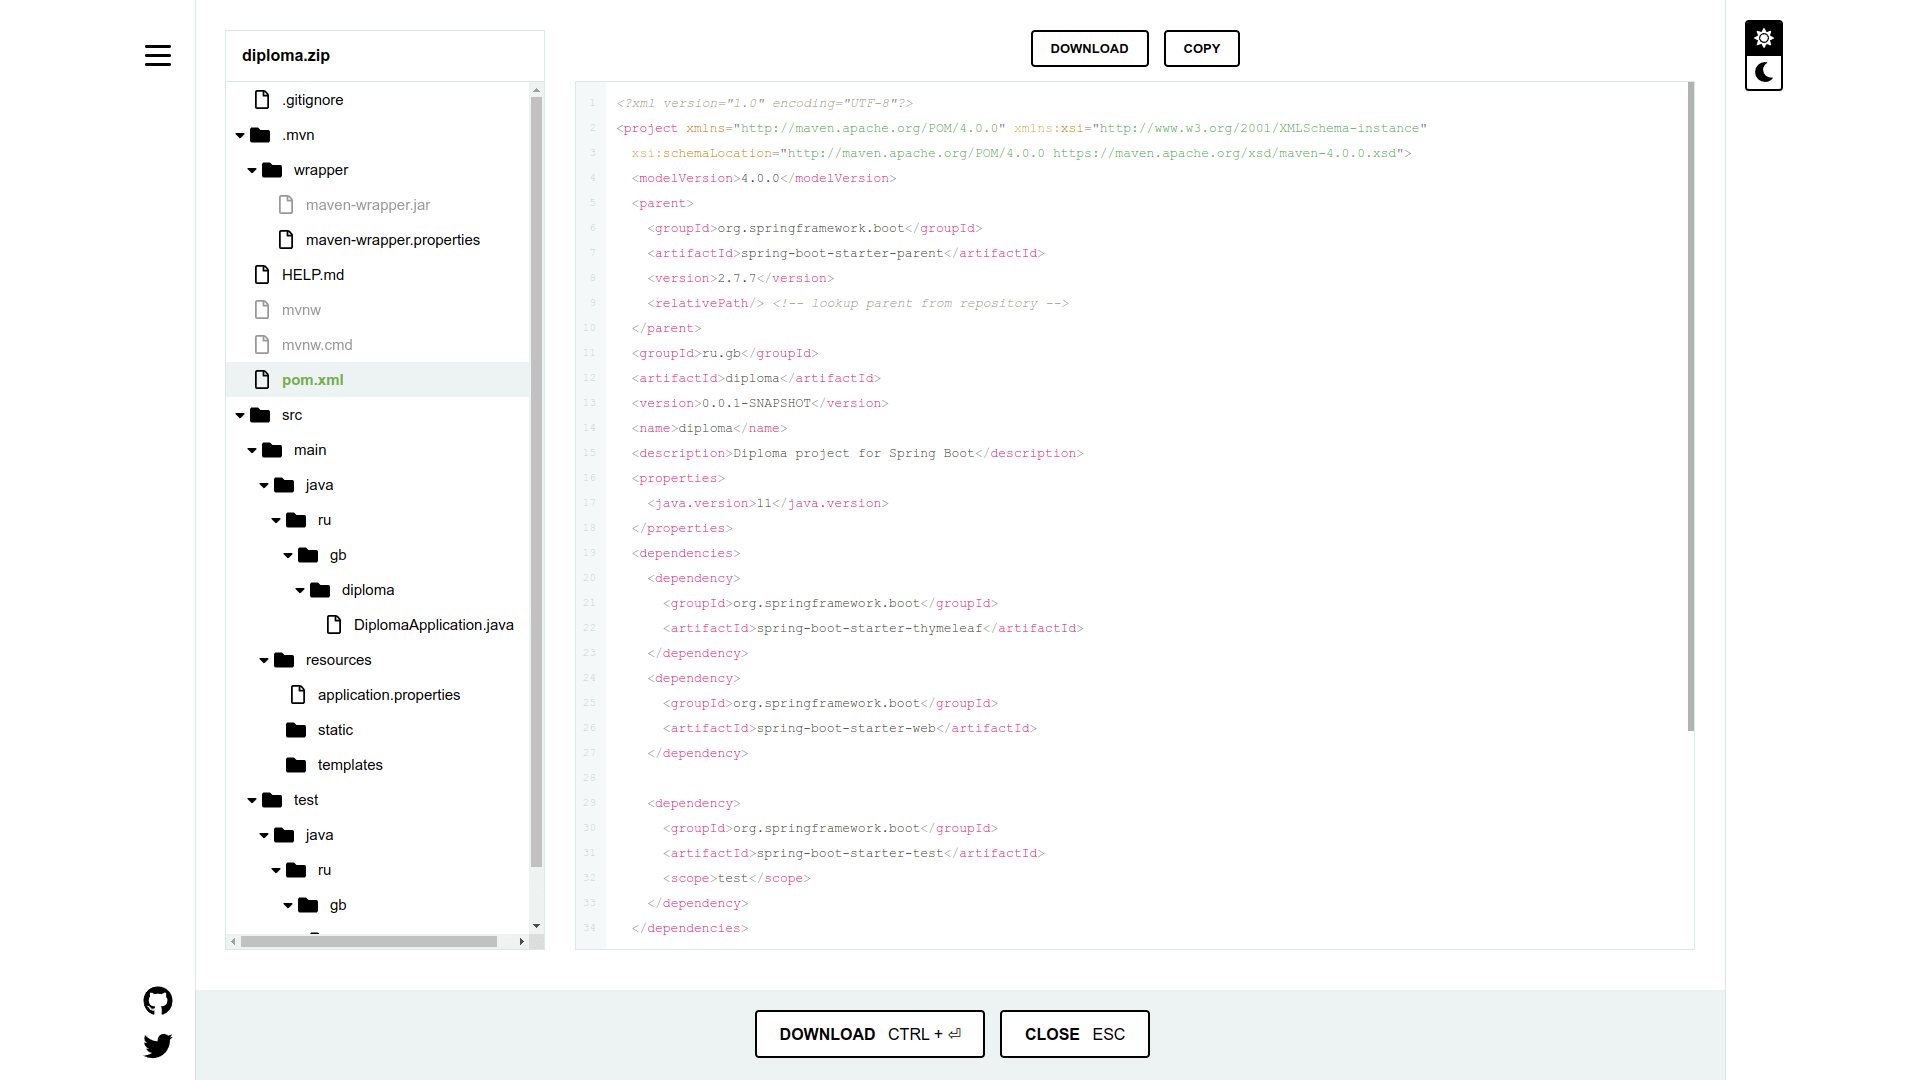 diploma.zip
.gitignore
.mvn
wrapper
maven-wrapper.jar
maven-wrapper.properties
HELP.md
mvnw
mvnw.cmd
pom.xml
src
main
java
ru
gb
diploma
DiplomaApplication.java
resources
application.properties
static
templates
test
java
ru
gb
DOWNLOAD COPY
1 <?xml version="1.0" encoding="UTF-8"?>
2 <project xmlns="http://maven.apache.org/POM/4.0.0" xmlns:xsi="http://www.w3.org/2001/XMLSchema-instance"
3 xsi:schemaLocation="http://maven.apache.org/POM/4.0.0 https://maven.apache.org/xsd/maven-4.0.0.xsd">
4 <modelVersion>4.0.0</modelVersion>
5 <parent>
6 <groupId>org.springframework.boot</groupId>
7 <artifactId>spring-boot-starter-parent</artifactId>
8 <version>2.7.7</version>
9 <relativePath/> <!-- lookup parent from repository -->
10 </parent>
11 <groupId>ru.gb</groupId>
12 <artifactId>diploma</artifactId>
13 <version>0.0.1-SNAPSHOT</version>
14 <name>diploma</name>
15 <description>Diploma project for Spring Boot</description>
16 <properties>
17 <java.version>11</java.version>
18 </properties>
19 <dependencies>
20 <dependency>
21 <groupId>org.springframework.boot</groupId>
22 <artifactId>spring-boot-starter-thymeleaf</artifactId>
23 </dependency>
24 <dependency>
25 <groupId>org.springframework.boot</groupId>
26 <artifactId>spring-boot-starter-web</artifactId>
27 </dependency>
28
29 <dependency>
30 <groupId>org.springframework.boot</groupId>
31 <artifactId>spring-boot-starter-test</artifactId>
32 <scope>test</scope>
33 </dependency>
34 </dependencies>
DOWNLOAD CTRL + ⏎ CLOSE ESC